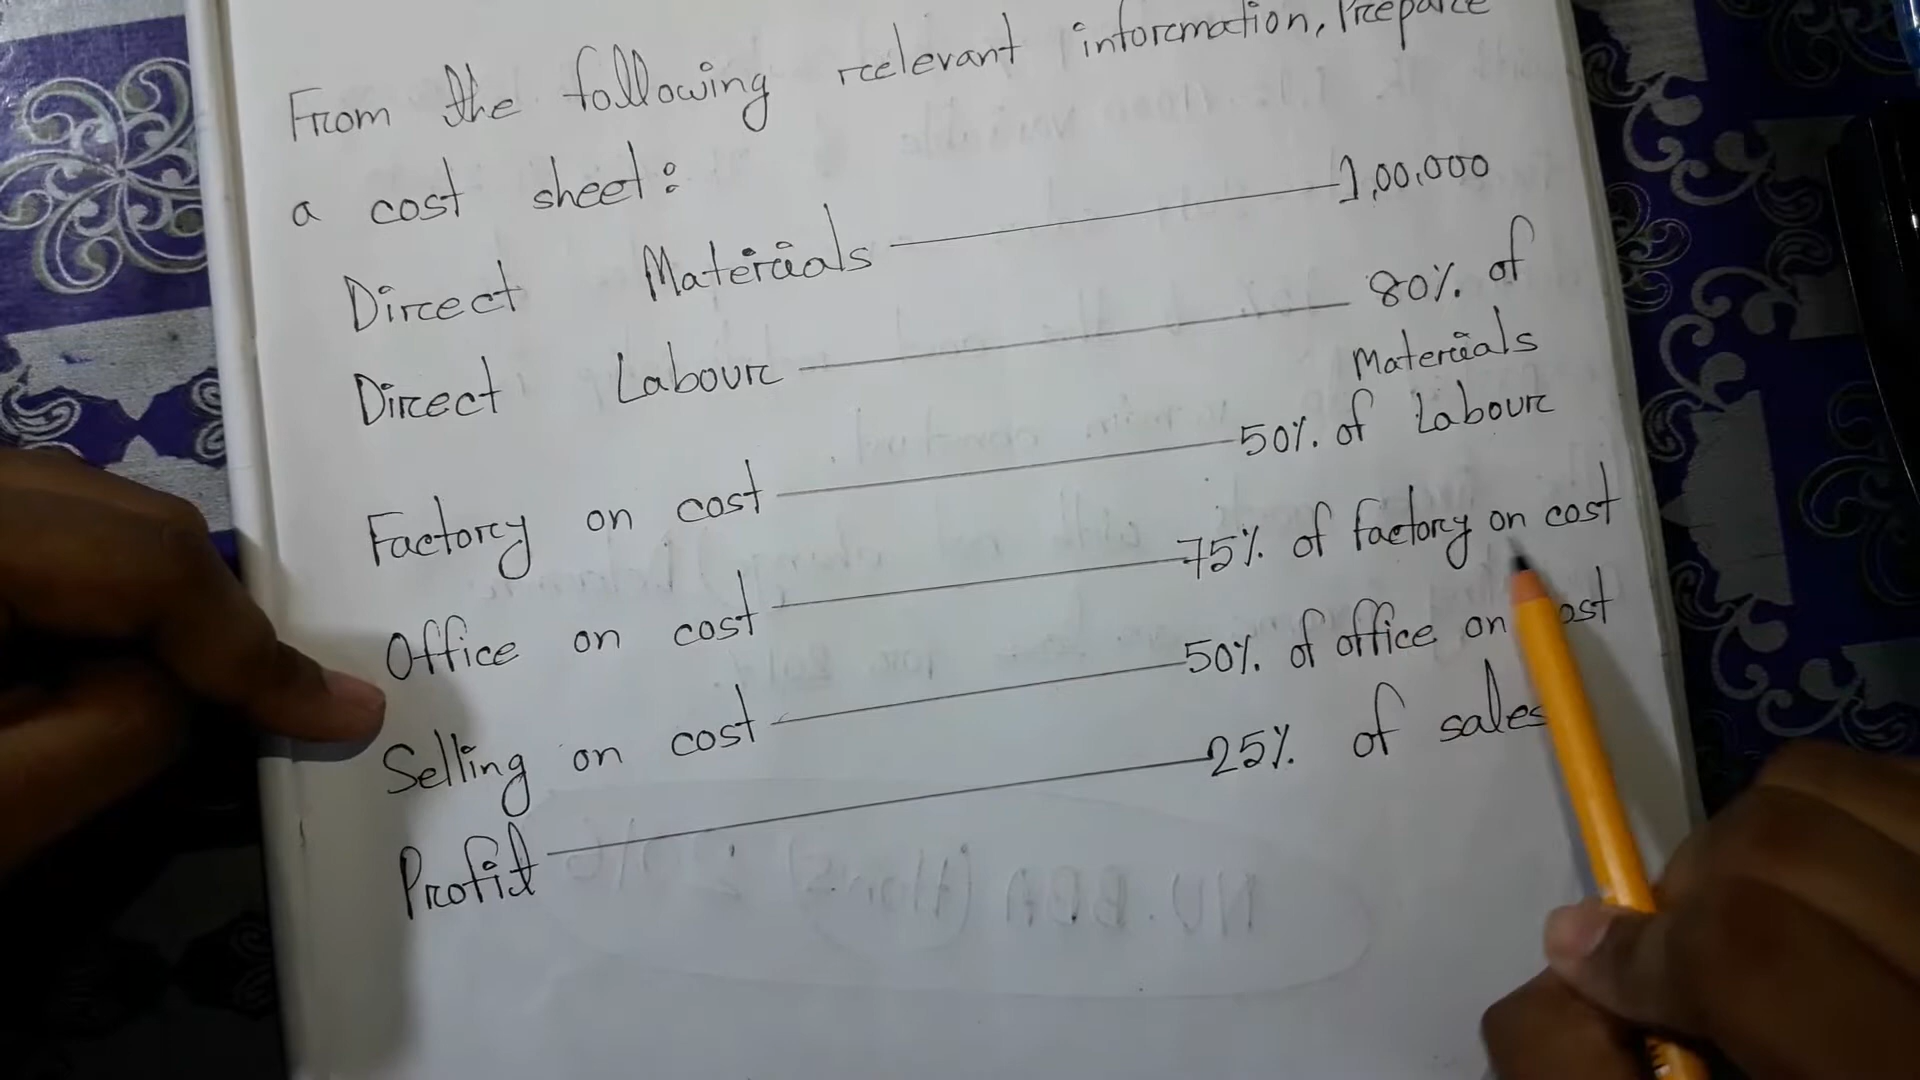 From the following relevant information, Prepare
a cost sheet:
Direct Materials 1,00,000
Direct Labour 80% of
Materials
Factory on cost 50% of Labour
Office on cost 75% of factory on cost
Selling on cost 50% of office on cost
Profit 25% of sales